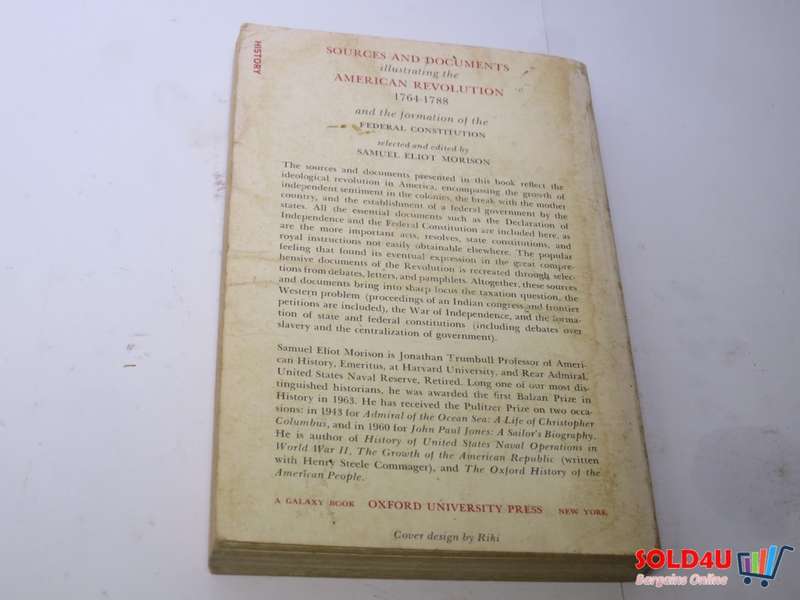 HISTORY
SOURCES AND DOCUMENTS
illustrating the
AMERICAN REVOLUTION
1764-1788
and the formation of the
FEDERAL CONSTITUTION
selected and edited by
SAMUEL ELIOT MORISON
The sources and documents presented in this book reflect the
ideological revolution in America, encompassing the growth of
independent sentiment in the colonies, the break with the mother
country, and the establishment of a federal government by the
states. All the essential documents such as the Declaration of
Independence and the Federal Constitution are included here, as
are the more important acts, resolves, state constitutions, and
royal instructions not easily obtainable elsewhere. The popular
feeling that found its eventual expression in the great compre-
hensive documents of the Revolution is recreated through selec-
tions from debates, letters, and pamphlets. Altogether, these sources
and documents bring into sharp focus the taxation question, the
Western problem (proceedings of an Indian congress and frontier
petitions are included), the War of Independence, and the forma-
tion of state and federal constitutions (including debates over
slavery and the centralization of government).
Samuel Eliot Morison is Jonathan Trumbull Professor of Ameri-
can History, Emeritus, at Harvard University, and Rear Admiral,
United States Naval Reserve, Retired. Long one of our most dis-
tinguished historians, he was awarded the first Balzan Prize in
History in 1963. He has received the Pulitzer Prize on two occa-
sions: in 1943 for Admiral of the Ocean Sea: A Life of Christopher
Columbus, and in 1960 for John Paul Jones: A Sailor's Biography.
He is author of History of United States Naval Operations in
World War II, The Growth of the American Republic (written
with Henry Steele Commager), and The Oxford History of the
American People.
A GALAXY BOOK OXFORD UNIVERSITY PRESS NEW YORK
Cover design by Riki
SOLD4U
Bargains Online